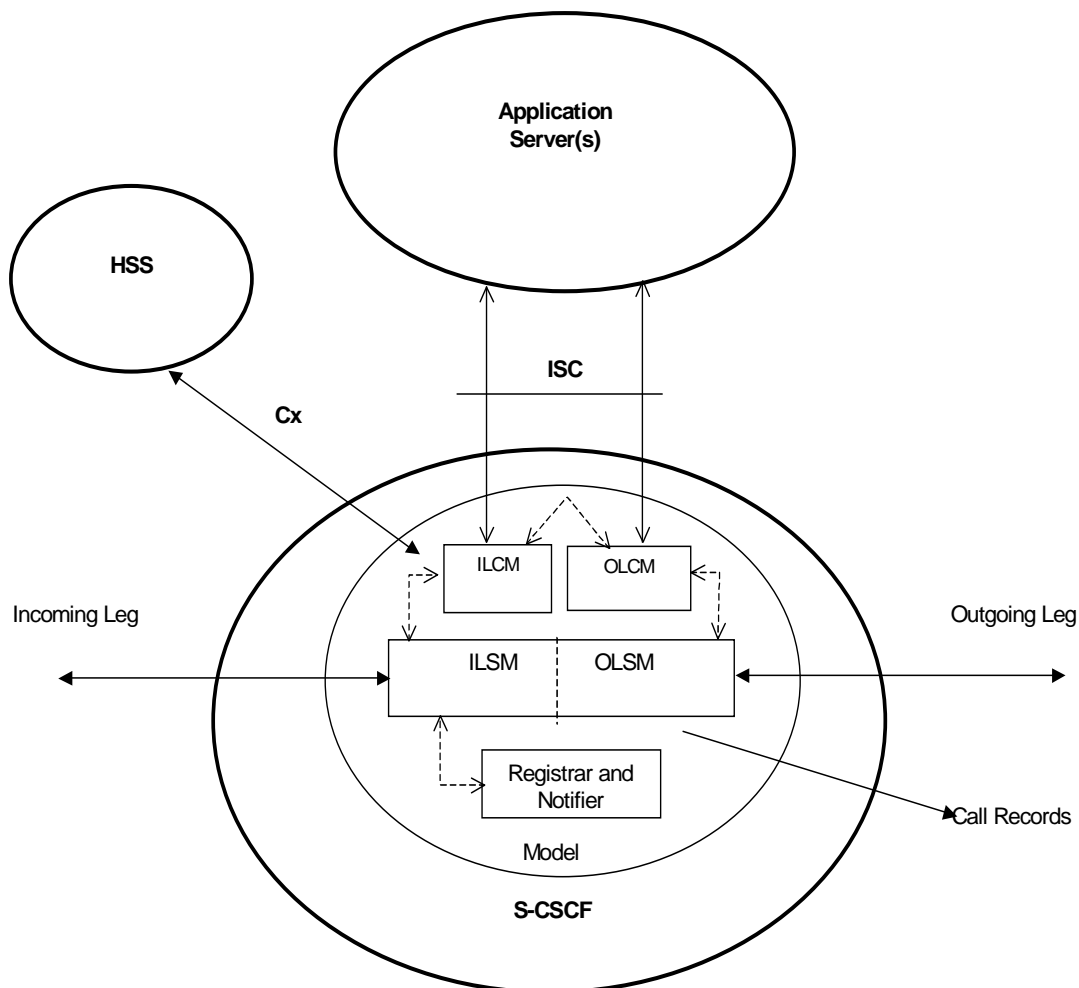 Application
Server(s)
HSS
ISC
Cx
ILCM
OLCM
Incoming Leg
Outgoing Leg
ILSM
OLSM
Registrar and
Notifier
Call Records
Model
S-CSCF